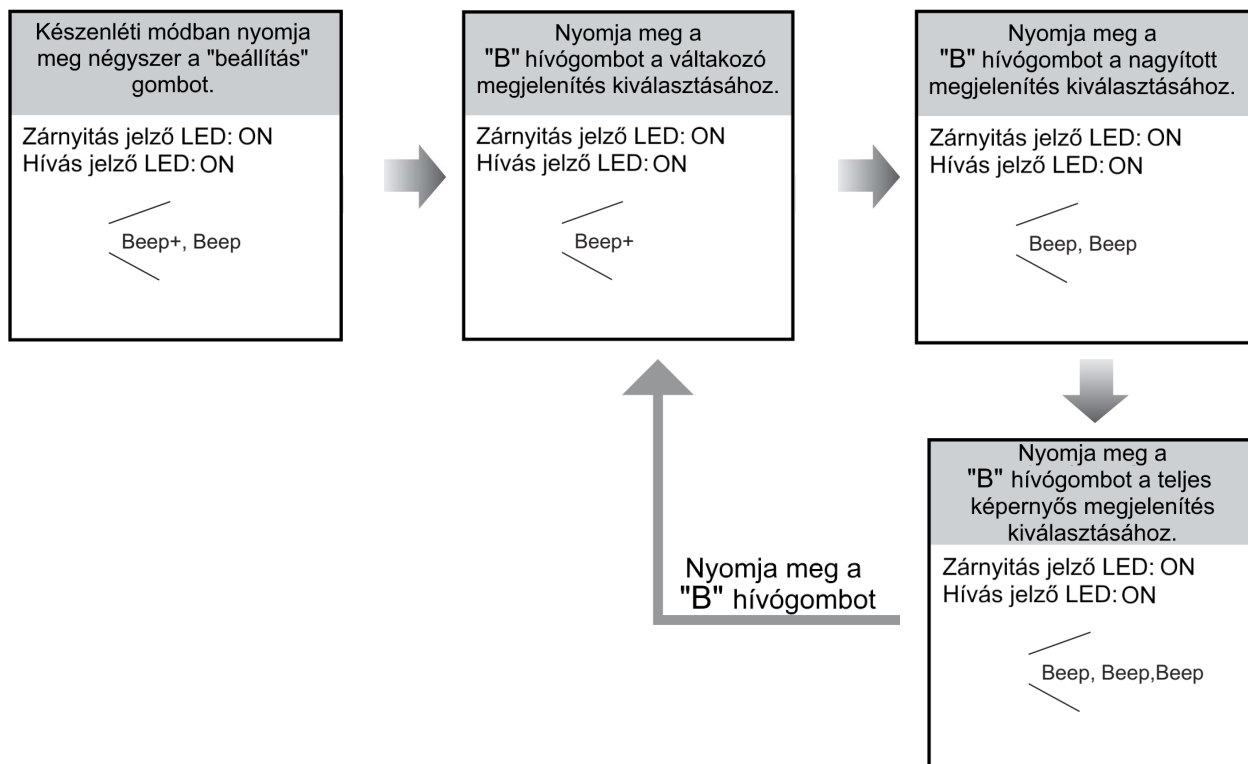 Készenléti módban nyomja
meg négyszer a "beállítás"
gombot.
Zárnyitás jelző LED: ON
Hívás jelző LED: ON
Beep+, Beep
Nyomja meg a
"B" hívógombot a váltakozó
megjelenítés kiválasztásához.
Zárnyitás jelző LED: ON
Hívás jelző LED: ON
Beep+
Nyomja meg a
"B" hívógombot a nagyított
megjelenítés kiválasztásához.
Zárnyitás jelző LED: ON
Hívás jelző LED: ON
Beep, Beep
Nyomja meg a
"B" hívógombot a teljes
képernyős megjelenítés
kiválasztásához.
Zárnyitás jelző LED: ON
Hívás jelző LED: ON
Beep, Beep,Beep
Nyomja meg a
"B" hívógombot